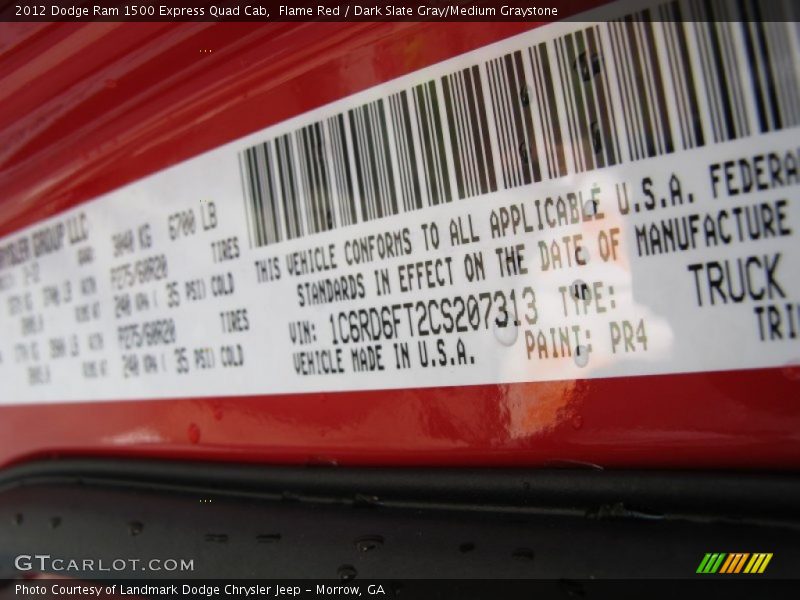 2012 Dodge Ram 1500 Express Quad Cab, Flame Red / Dark Slate Gray/Medium Graystone
GROUP LLC
KG 6700 LB
TIRES
P275/60R20
240 KPA ( 35 PSI) COLD
TIRES
P275/60R20
240 KPA ( 35 PSI) COLD
THIS VEHICLE CONFORMS TO ALL APPLICABLE U.S.A. FEDERA
STANDARDS IN EFFECT ON THE DATE OF MANUFACTURE
VIN: 1C6RD6FT2CS207313 TYPE: TRUCK
VEHICLE MADE IN U.S.A. PAINT: PR4 TRI
GTCARLOT.COM
Photo Courtesy of Landmark Dodge Chrysler Jeep - Morrow, GA